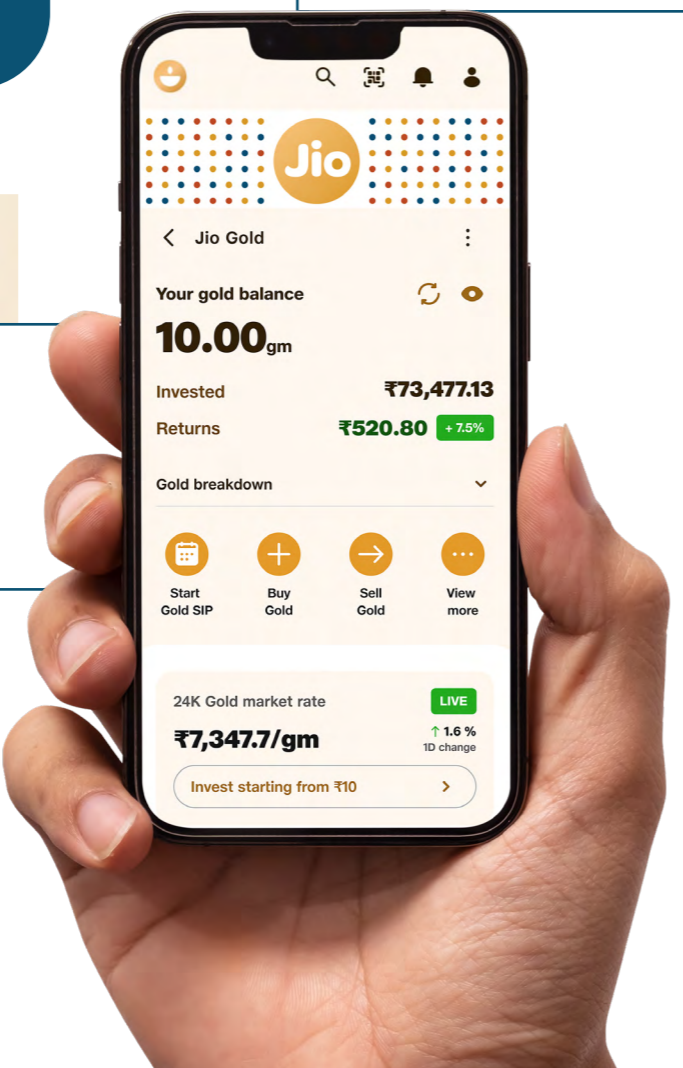 Jio
Jio Gold
Your gold balance
10.00gm
Invested ₹73,477.13
Returns ₹520.80 + 7.5%
Gold breakdown
Start Gold SIP
Buy Gold
Sell Gold
View more
24K Gold market rate LIVE
₹7,347.7/gm ↑ 1.6 %
1D change
Invest starting from ₹10